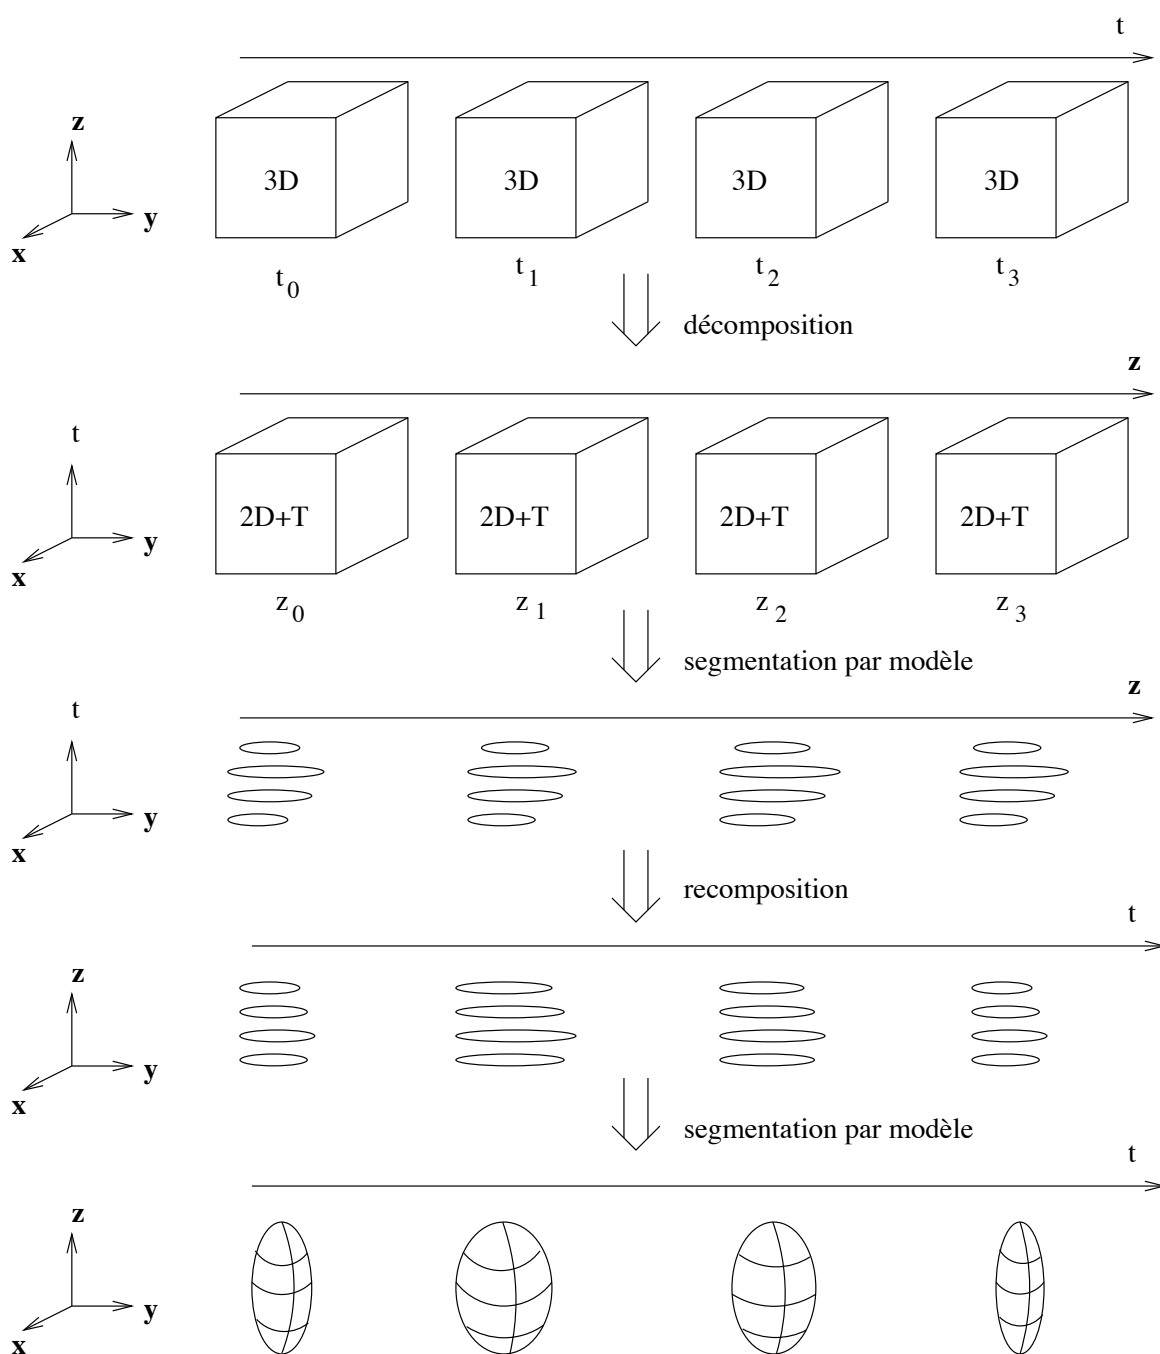 t
z
3D 3D 3D 3D
y
x
t0 t1 t2 t3
décomposition
z
t
2D+T 2D+T 2D+T 2D+T
y
x
z0 z1 z2 z3
segmentation par modèle
z
t
y
x
recomposition
t
z
y
x
segmentation par modèle
t
z
y
x